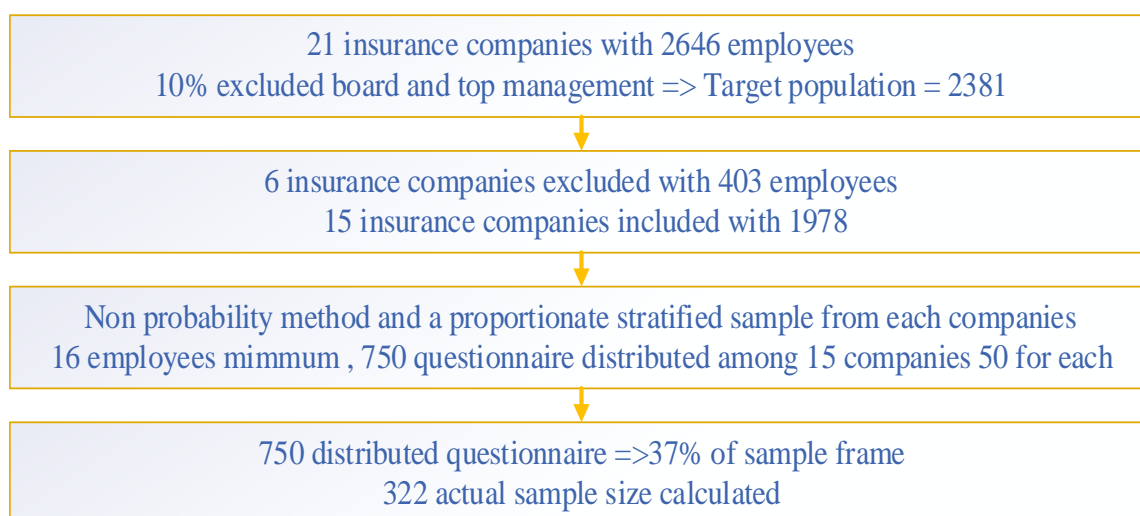 21 insurance companies with 2646 employees
10% excluded board and top management => Target population = 2381
6 insurance companies excluded with 403 employees
15 insurance companies included with 1978
Non probability method and a proportionate stratified sample from each companies
16 employees mimmum , 750 questionnaire distributed among 15 companies 50 for each
750 distributed questionnaire =>37% of sample frame
322 actual sample size calculated